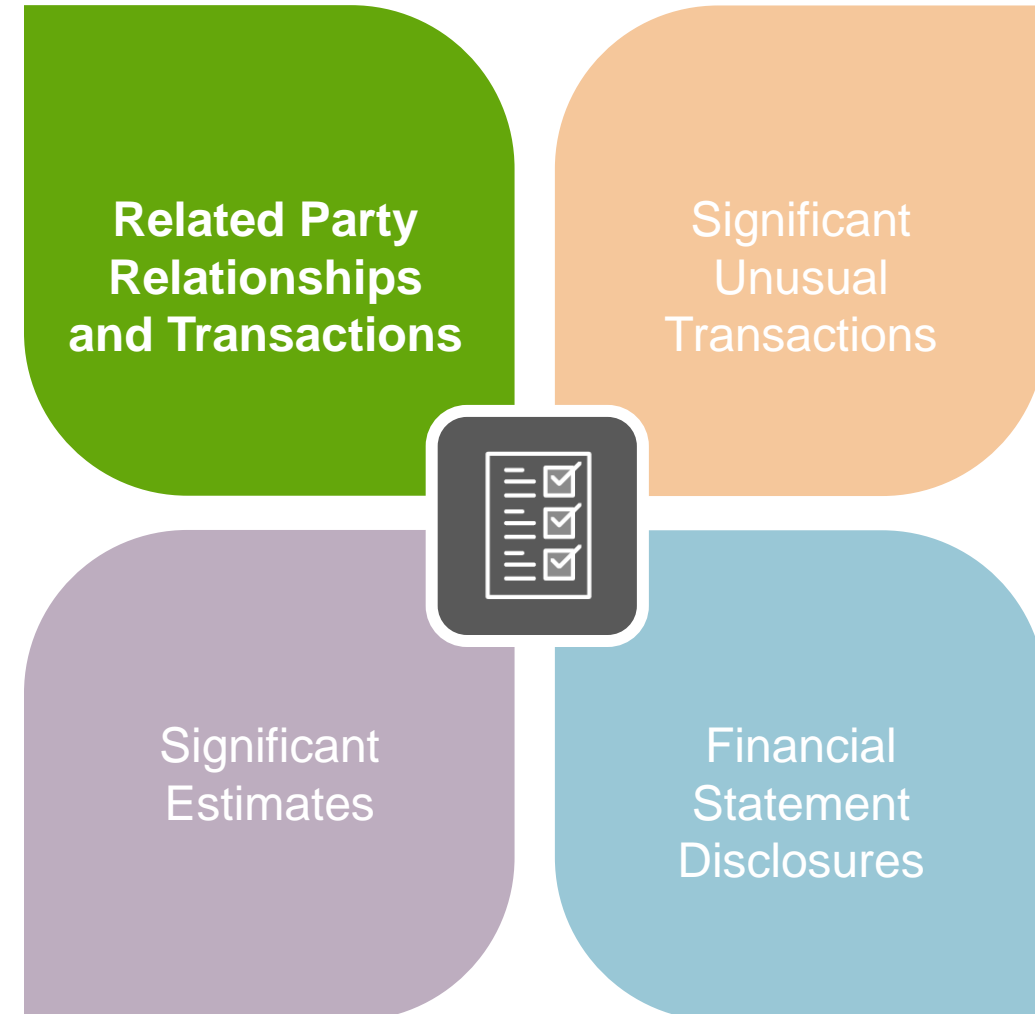 Related Party
Relationships
and Transactions
Significant
Unusual
Transactions
Significant
Estimates
Financial
Statement
Disclosures